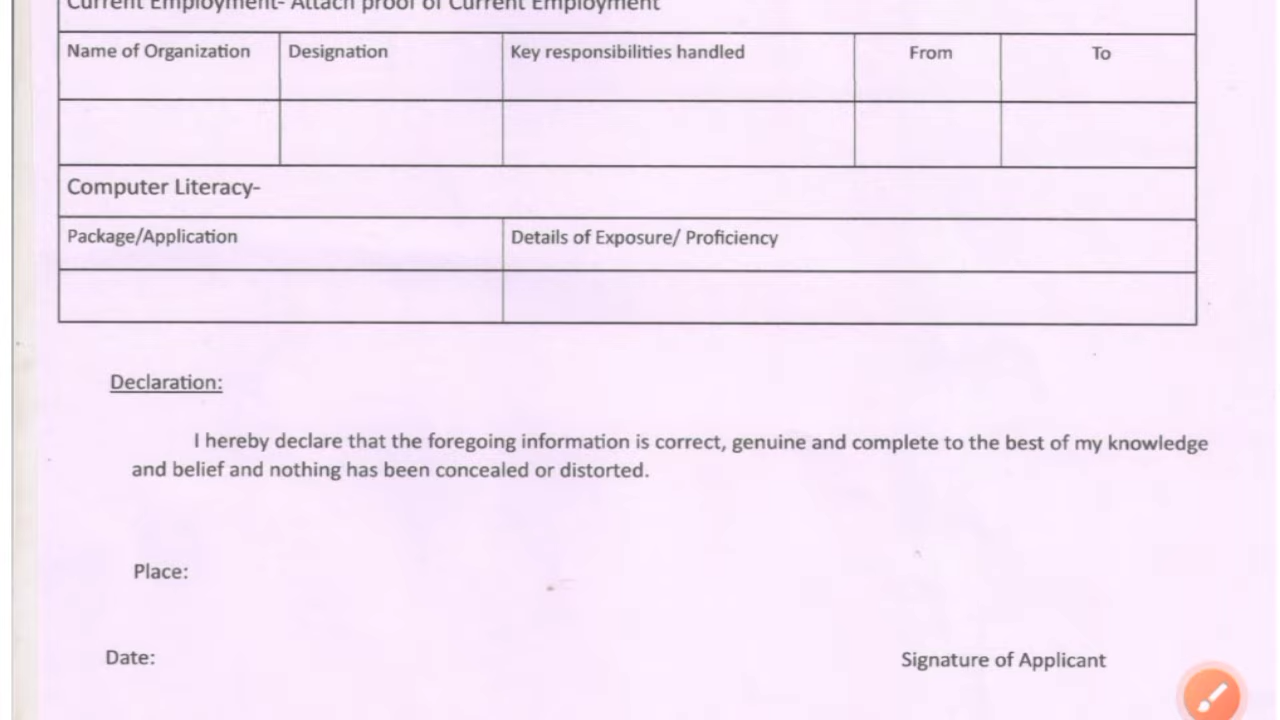 Current Employment- Attach proof of Current Employment
Name of Organization Designation Key responsibilities handled From To
Computer Literacy-
Package/Application Details of Exposure/ Proficiency
Declaration:
I hereby declare that the foregoing information is correct, genuine and complete to the best of my knowledge
and belief and nothing has been concealed or distorted.
Place:
Date: Signature of Applicant